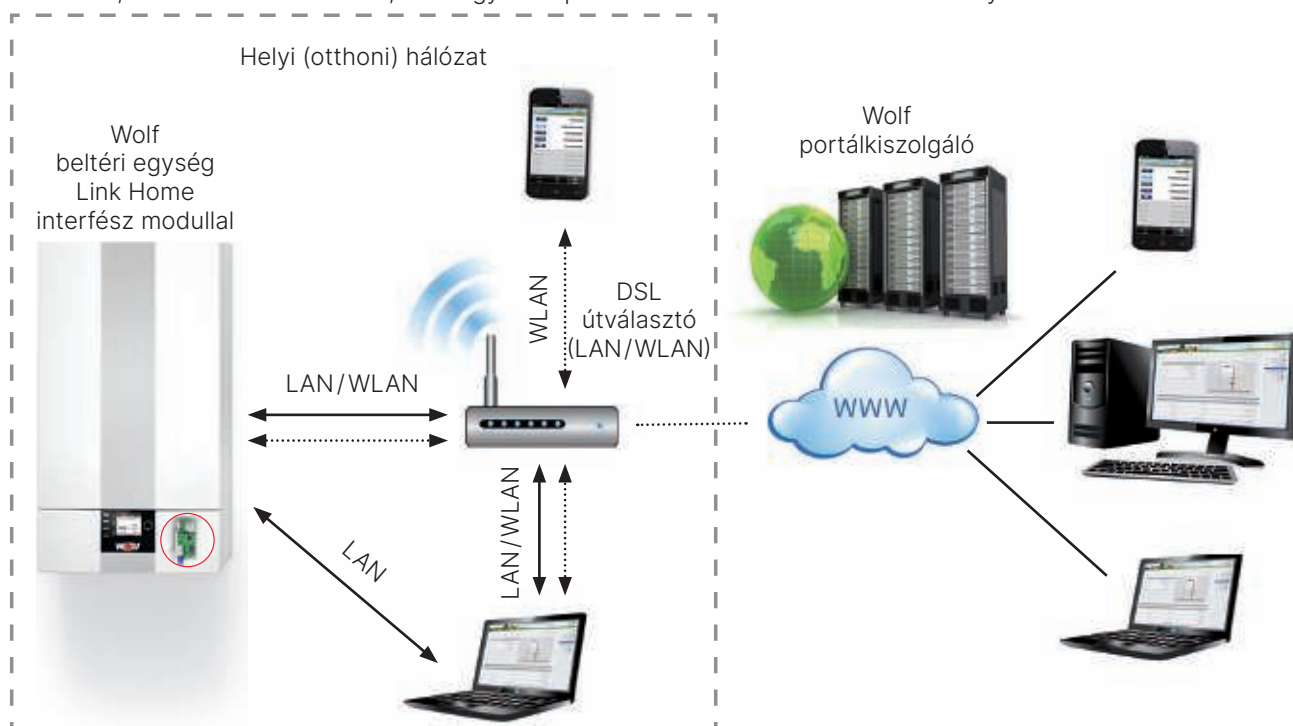 Helyi (otthoni) hálózat
Wolf
beltéri egység
Link Home
interfész modullal
LAN/WLAN
WLAN
DSL
útválasztó
(LAN/WLAN)
LAN/WLAN
LAN
Wolf
portálkiszolgáló
WWW